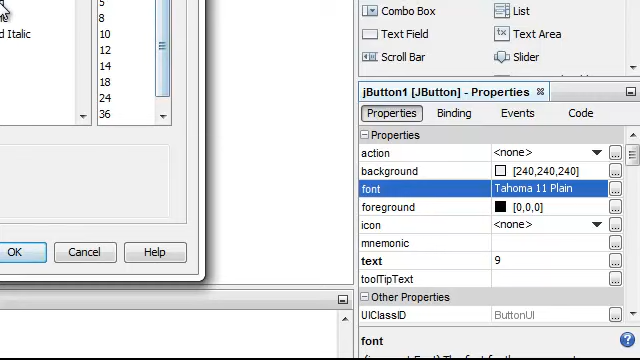 d Italic
5
8
10
12
14
18
24
36
OK
Cancel
Help
Combo Box
List
Text Field
Text Area
Scroll Bar
Slider
jButton1 [JButton] - Properties
Properties
Binding
Events
Code
Properties
action
<none>
background
[240,240,240]
font
Tahoma 11 Plain
foreground
[0,0,0]
icon
<none>
mnemonic
text
9
toolTipText
Other Properties
UIClassID
ButtonUI
font